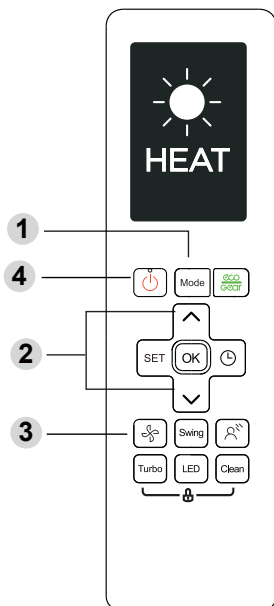 HEAT
1
4
Mode
eco
Gear
2
SET
OK
3
Swing
Turbo
LED
Clean